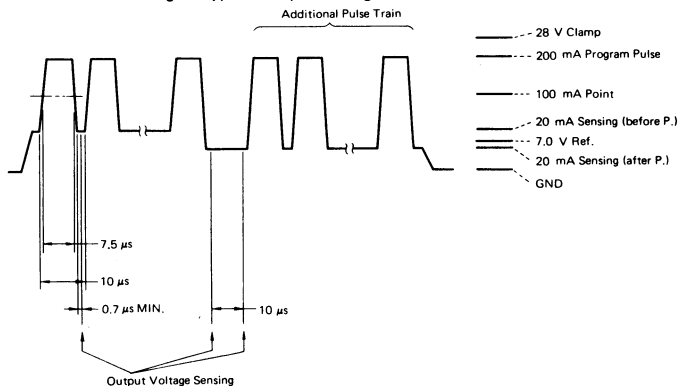 Additional Pulse Train
28 V Clamp
200 mA Program Pulse
100 mA Point
20 mA Sensing (before P.)
7.0 V Ref.
20 mA Sensing (after P.)
GND
7.5 μs
10 μs
0.7 μs MIN.
10 μs
Output Voltage Sensing